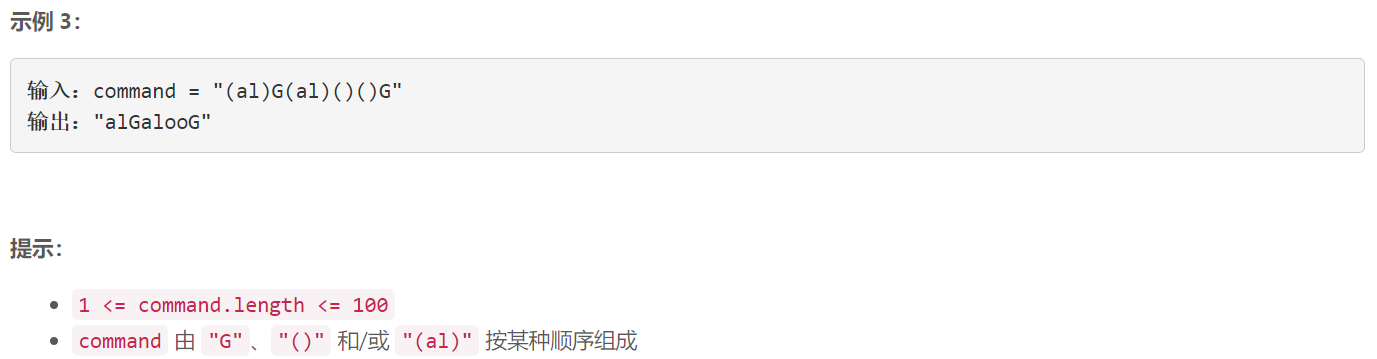 示例 3：
输入：command = "(al)G(al)()()G"
输出："alGalooG"
提示：
1 <= command.length <= 100
command 由 "G"、"()" 和/或 "(al)" 按某种顺序组成